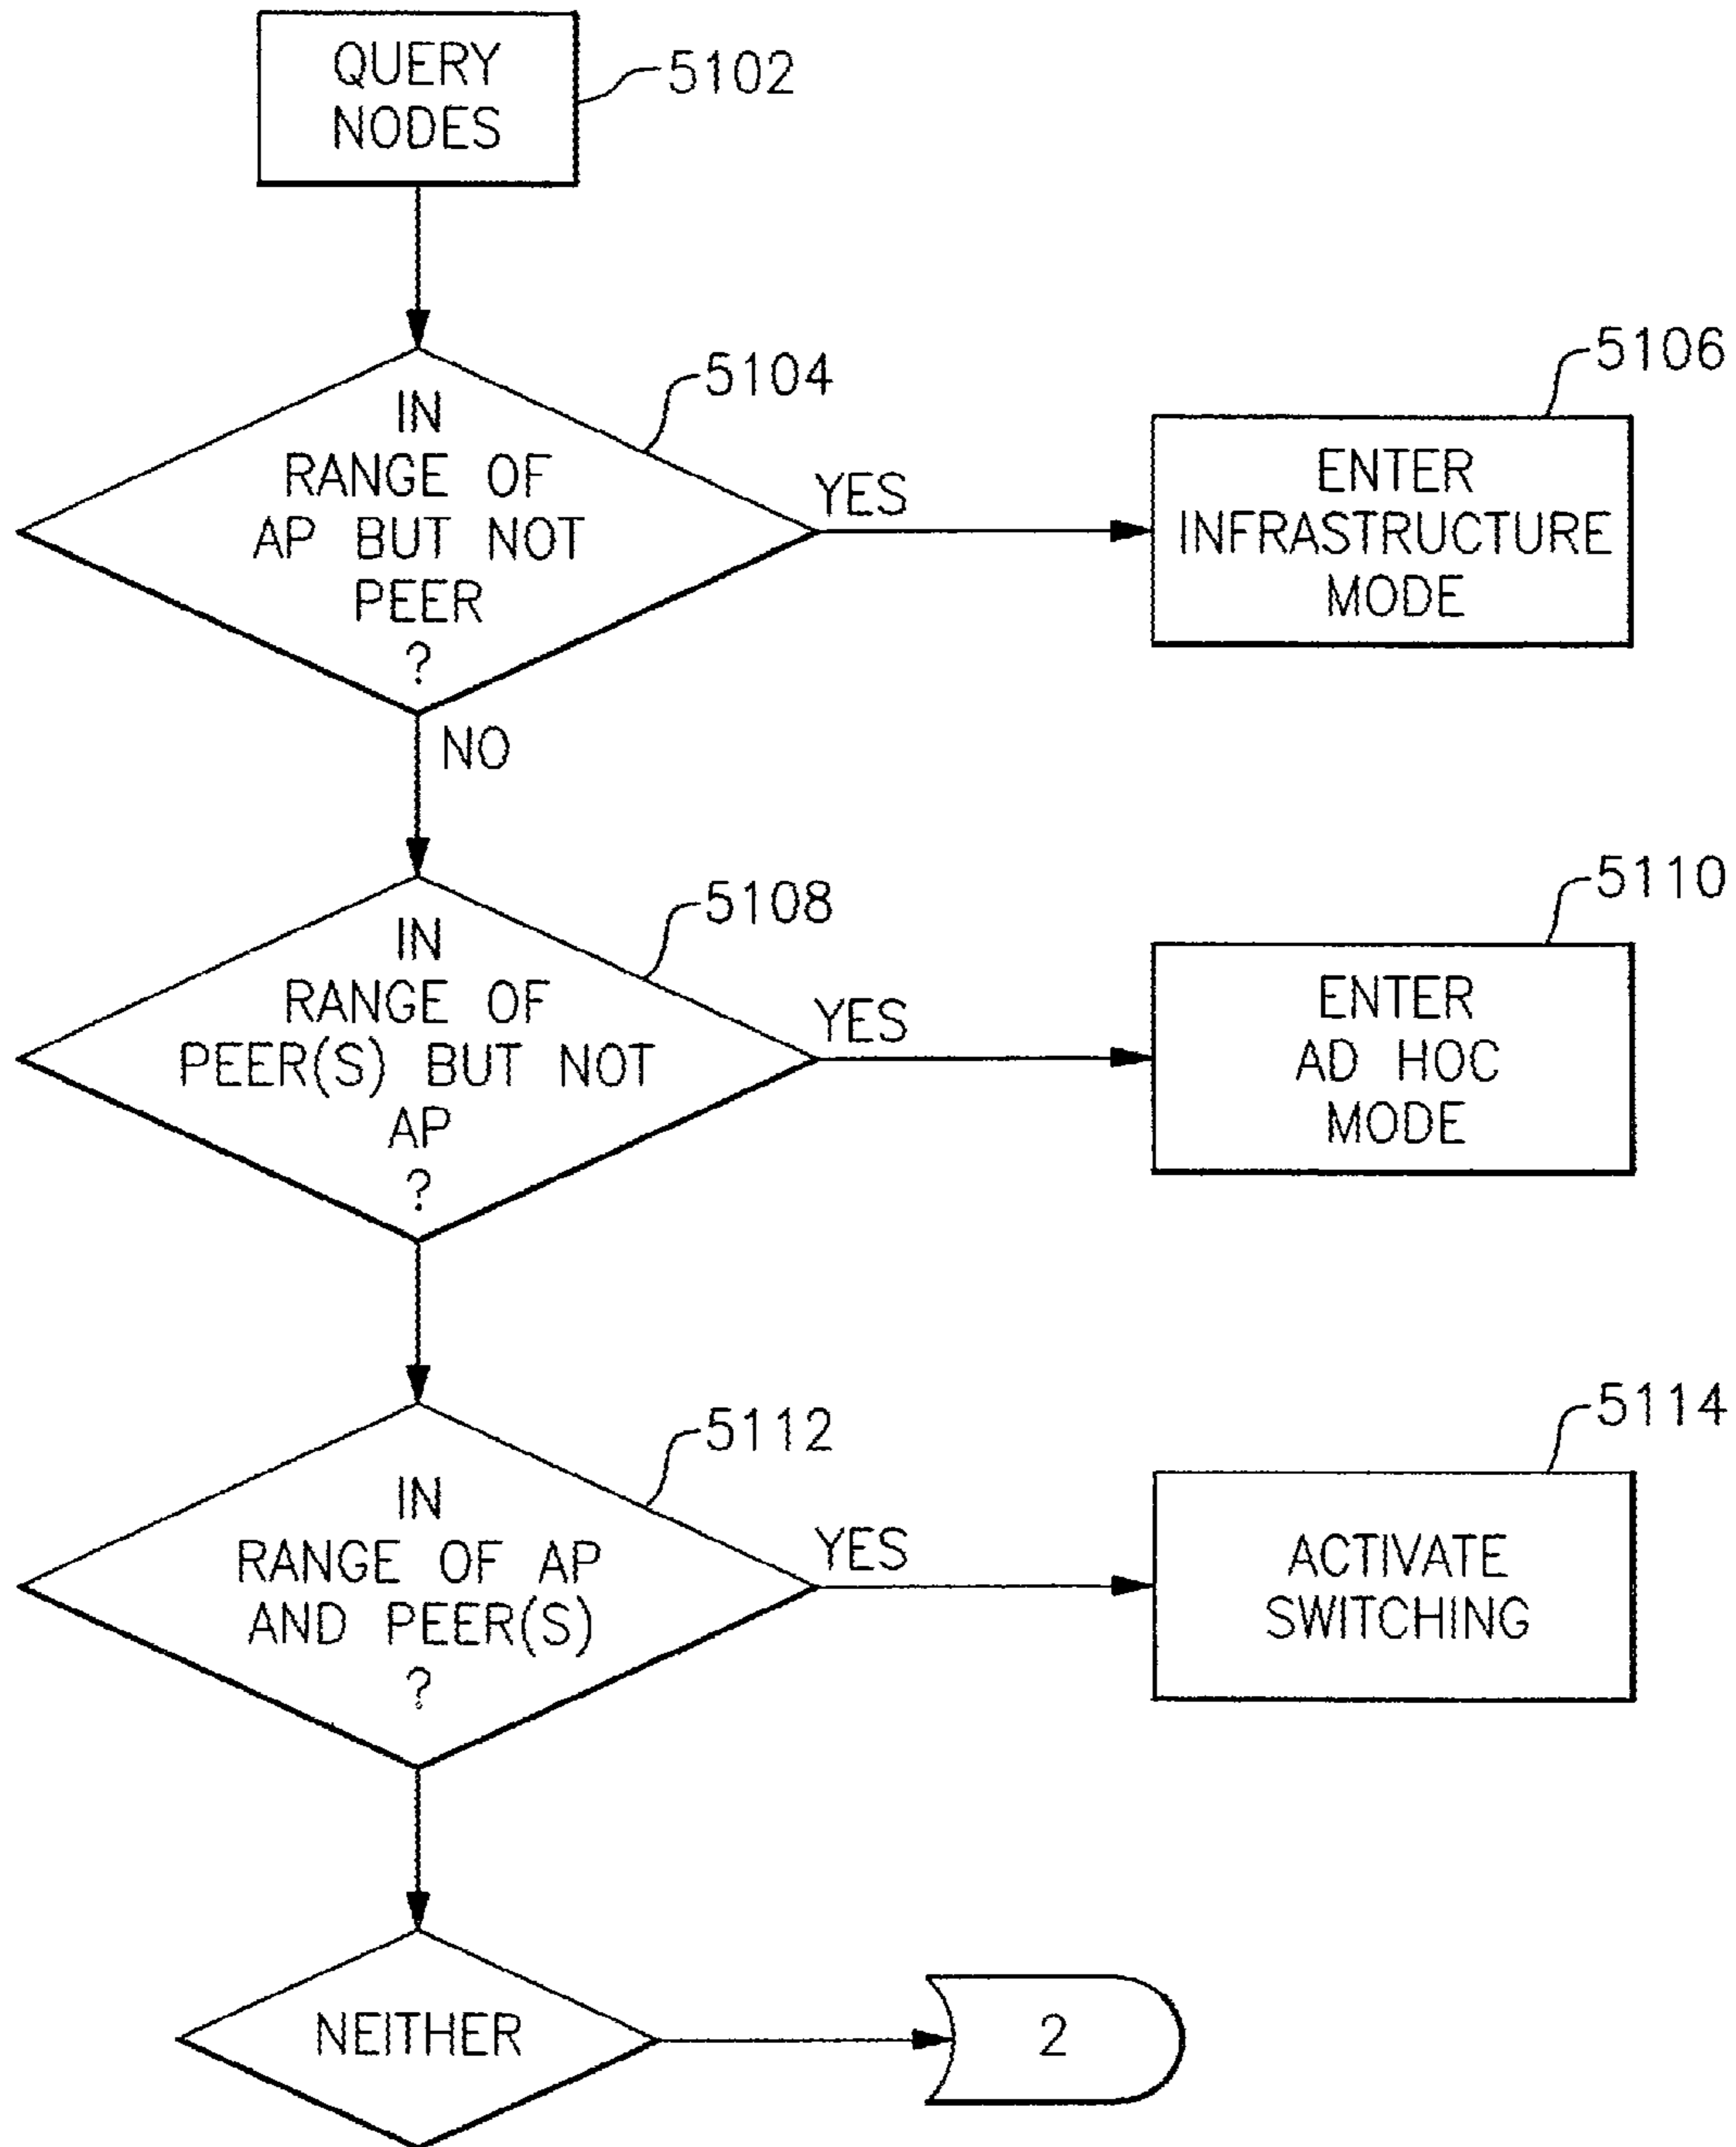 QUERY
NODES
5102
IN
RANGE OF
AP BUT NOT
PEER
?
5104
YES
5106
ENTER
INFRASTRUCTURE
MODE
NO
IN
RANGE OF
PEER(S) BUT NOT
AP
?
5108
YES
5110
ENTER
AD HOC
MODE
IN
RANGE OF AP
AND PEER(S)
?
5112
YES
5114
ACTIVATE
SWITCHING
NEITHER
2